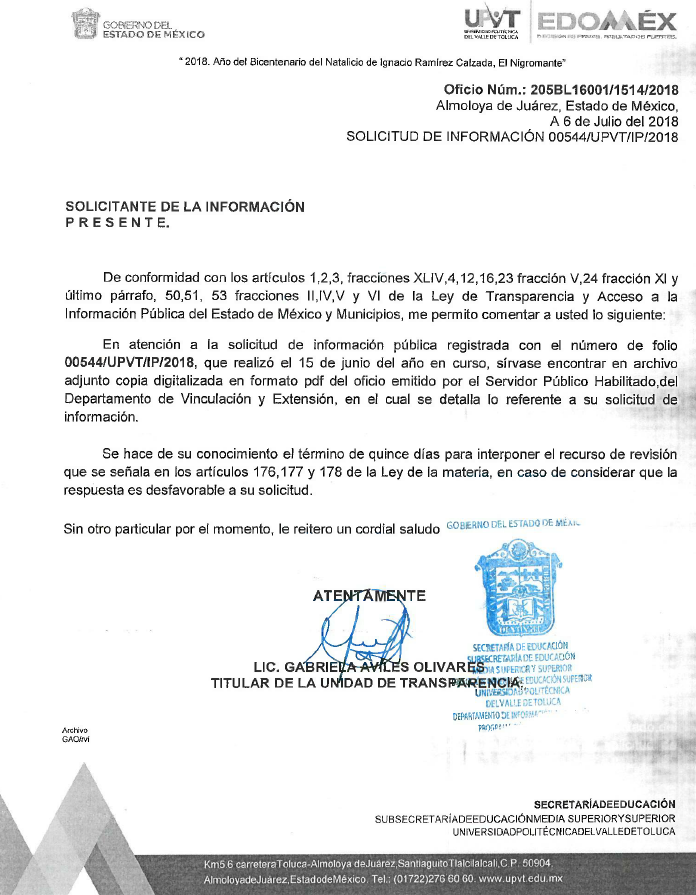 GOBIERNO DEL
ESTADO DE MÉXICO
UPVT
UNIVERSIDAD POLITÉCNICA
DEL VALLE DE TOLUCA
EDOMÉX
DECISIONES FIRMES, RESULTADOS FUERTES.
“ 2018. Año del Bicentenario del Natalicio de Ignacio Ramírez Calzada, El Nigromante”
Oficio Núm.: 205BL16001/1514/2018
Almoloya de Juárez, Estado de México,
A 6 de Julio del 2018
SOLICITUD DE INFORMACIÓN 00544/UPVT/IP/2018
SOLICITANTE DE LA INFORMACIÓN
P R E S E N T E.
De conformidad con los artículos 1,2,3, fracciones XLIV,4,12,16,23 fracción V,24 fracción XI y
último párrafo, 50,51, 53 fracciones II,IV,V y VI de la Ley de Transparencia y Acceso a la
Información Pública del Estado de México y Municipios, me permito comentar a usted lo siguiente:
En atención a la solicitud de información pública registrada con el número de folio
00544/UPVT/IP/2018, que realizó el 15 de junio del año en curso, sírvase encontrar en archivo
adjunto copia digitalizada en formato pdf del oficio emitido por el Servidor Público Habilitado,del
Departamento de Vinculación y Extensión, en el cual se detalla lo referente a su solicitud de
información.
Se hace de su conocimiento el término de quince días para interponer el recurso de revisión
que se señala en los artículos 176,177 y 178 de la Ley de la materia, en caso de considerar que la
respuesta es desfavorable a su solicitud.
Sin otro particular por el momento, le reitero un cordial saludo
GOBIERNO DEL ESTADO DE MÉXIC
ATENTAMENTE
LIC. GABRIELA AVILES OLIVARES
TITULAR DE LA UNIDAD DE TRANSPARENCIA.
SECRETARÍA DE EDUCACIÓN
SUBSECRETARÍA DE EDUCACIÓN
MEDIA SUPERIOR Y SUPERIOR
EDUCACIÓN SUPERIOR
UNIVERSIDAD POLITÉCNICA
DEL VALLE DE TOLUCA
DEPARTAMENTO DE INFORMA
PROGRAM
Archivo
GAO/rvi
SECRETARÍADEEDUCACIÓN
SUBSECRETARÍADEEDUCACIÓNMEDIA SUPERIORYSUPERIOR
UNIVERSIDADPOLITÉCNICADELVALLEDETOLUCA
Km5.6 carreteraToluca-Almoloya deJuárez,SantiaguitoTlalcilalcali,C.P. 50904,
AlmoloyadeJuárez,EstadodeMéxico. Tel.: (01722)276 60 60. www.upvt.edu.mx